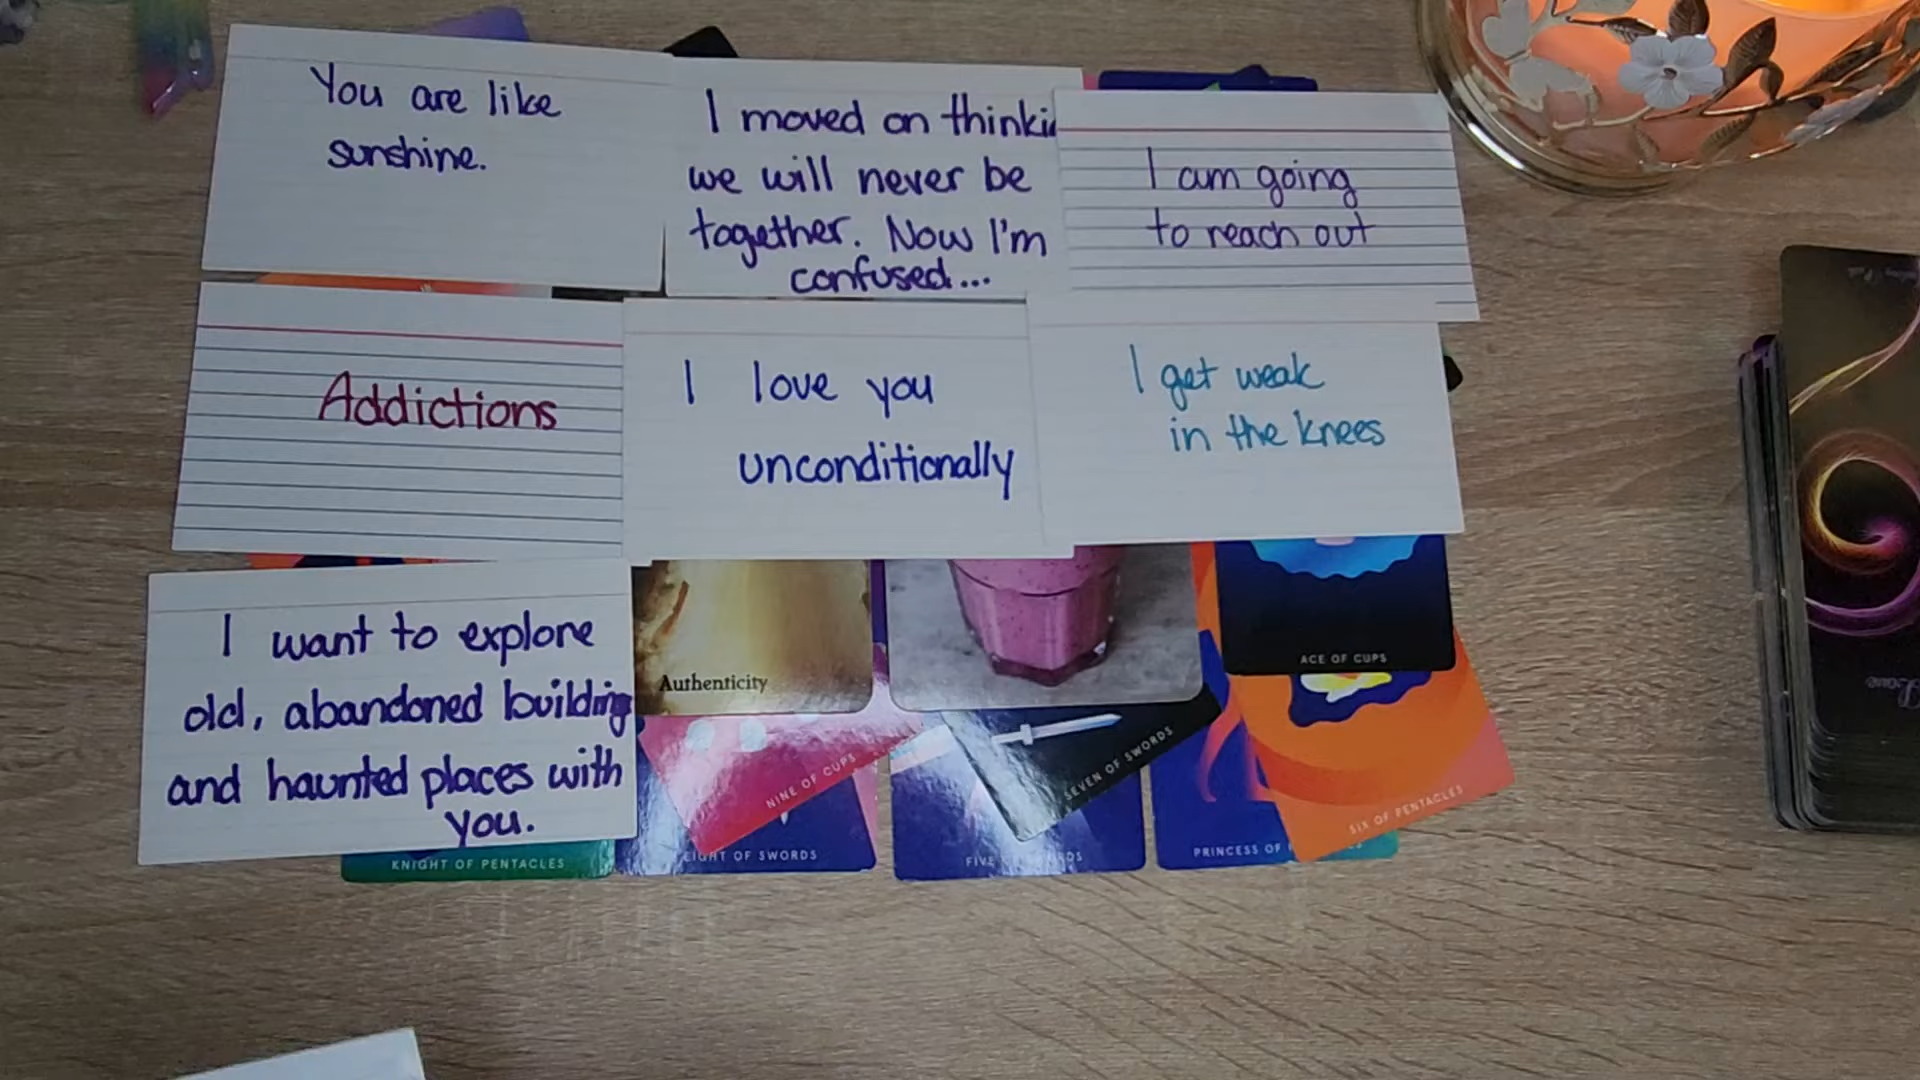 You are like
sunshine.
I moved on thinki
we will never be
together. Now I'm
confused...
I am going
to reach out
Addictions
I love you
unconditionally
I get weak
in the knees
I want to explore
old, abandoned building
and haunted places with
you.
Authenticity
ACE OF CUPS
NINE OF CUPS
SEVEN OF SWORDS
SIX OF PENTACLES
KNIGHT OF PENTACLES
EIGHT OF SWORDS
FIVE
PRINCESS OF